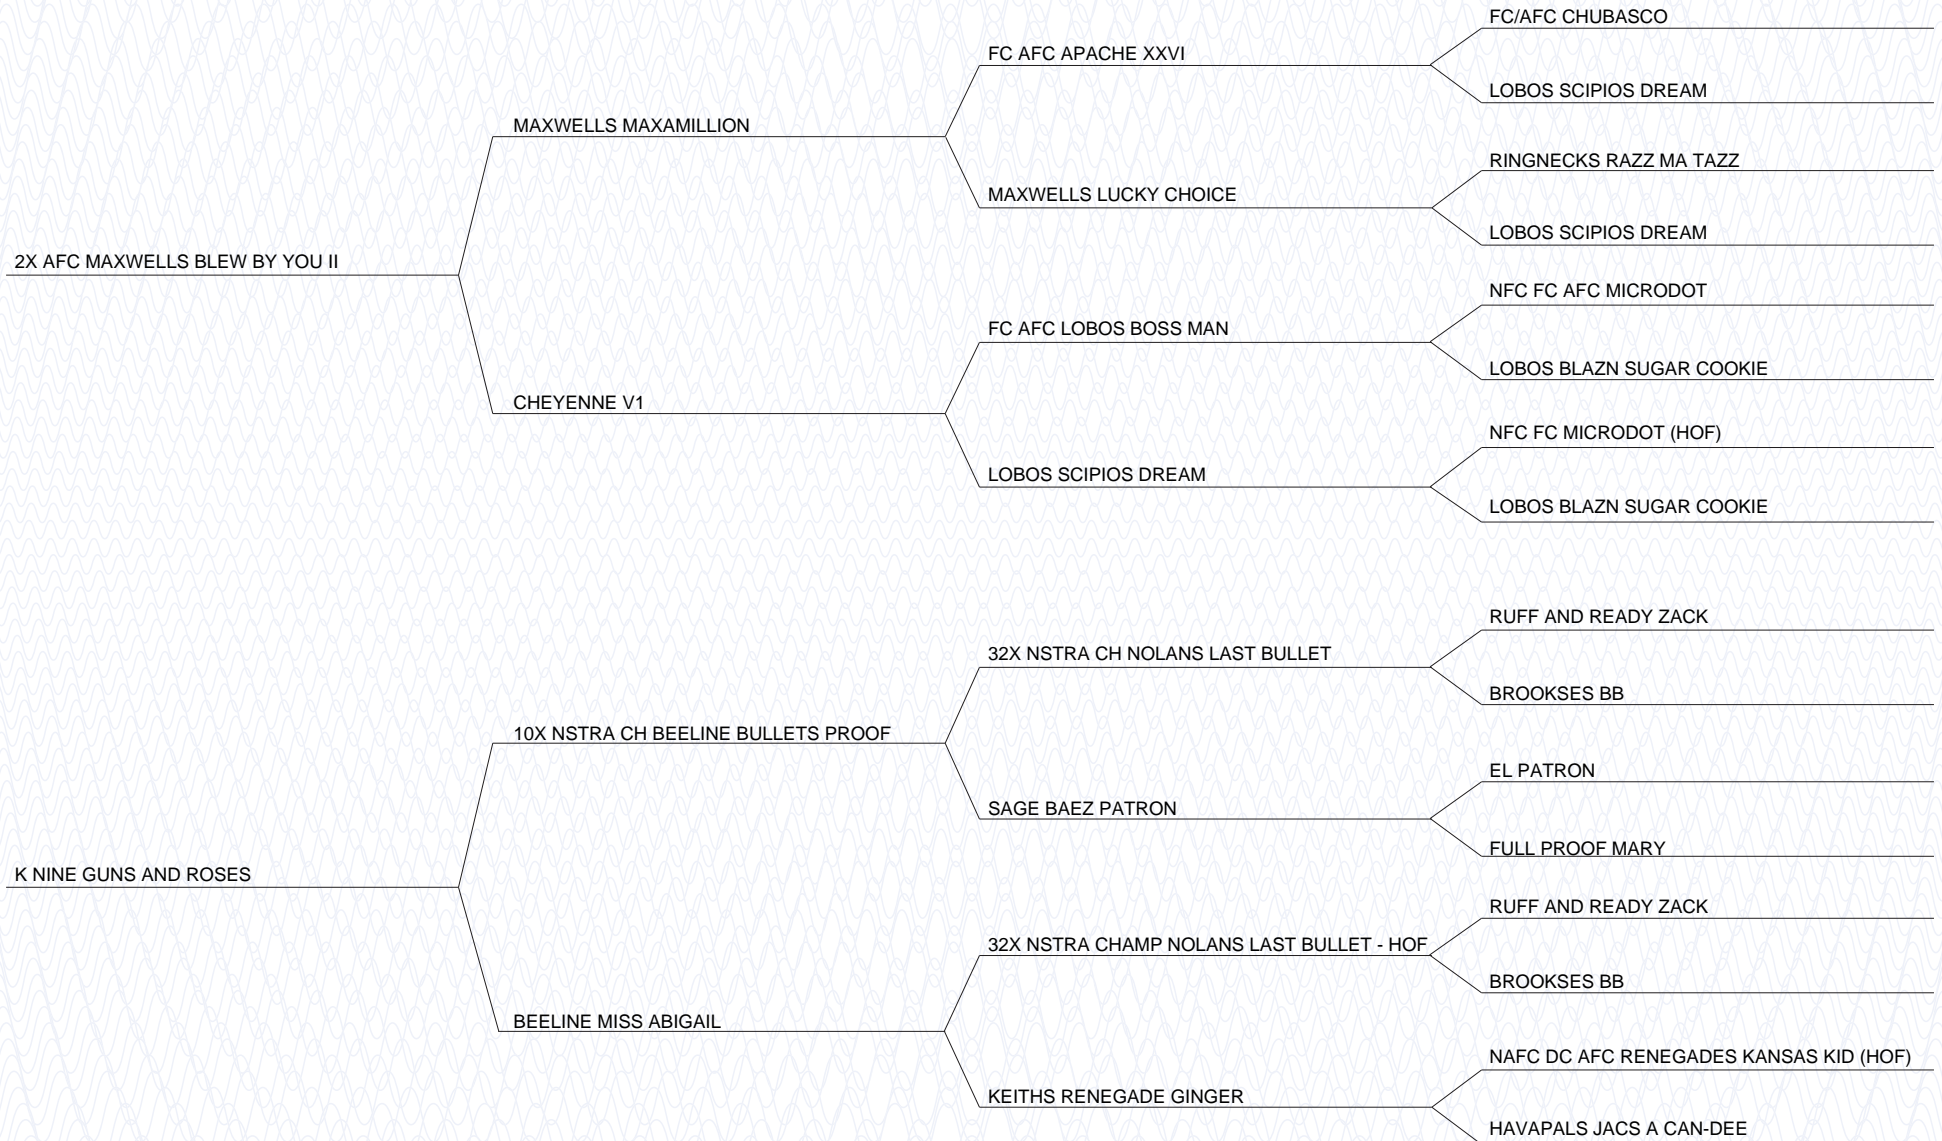 FC/AFC CHUBASCO
FC AFC APACHE XXVI
LOBOS SCIPIOS DREAM
MAXWELLS MAXAMILLION
RINGNECKS RAZZ MA TAZZ
MAXWELLS LUCKY CHOICE
LOBOS SCIPIOS DREAM
2X AFC MAXWELLS BLEW BY YOU II
NFC FC AFC MICRODOT
FC AFC LOBOS BOSS MAN
LOBOS BLAZN SUGAR COOKIE
CHEYENNE V1
NFC FC MICRODOT (HOF)
LOBOS SCIPIOS DREAM
LOBOS BLAZN SUGAR COOKIE
RUFF AND READY ZACK
32X NSTRA CH NOLANS LAST BULLET
BROOKSES BB
10X NSTRA CH BEELINE BULLETS PROOF
EL PATRON
SAGE BAEZ PATRON
FULL PROOF MARY
K NINE GUNS AND ROSES
RUFF AND READY ZACK
32X NSTRA CHAMP NOLANS LAST BULLET - HOF
BROOKSES BB
BEELINE MISS ABIGAIL
NAFC DC AFC RENEGADES KANSAS KID (HOF)
KEITHS RENEGADE GINGER
HAVAPALS JACS A CAN-DEE